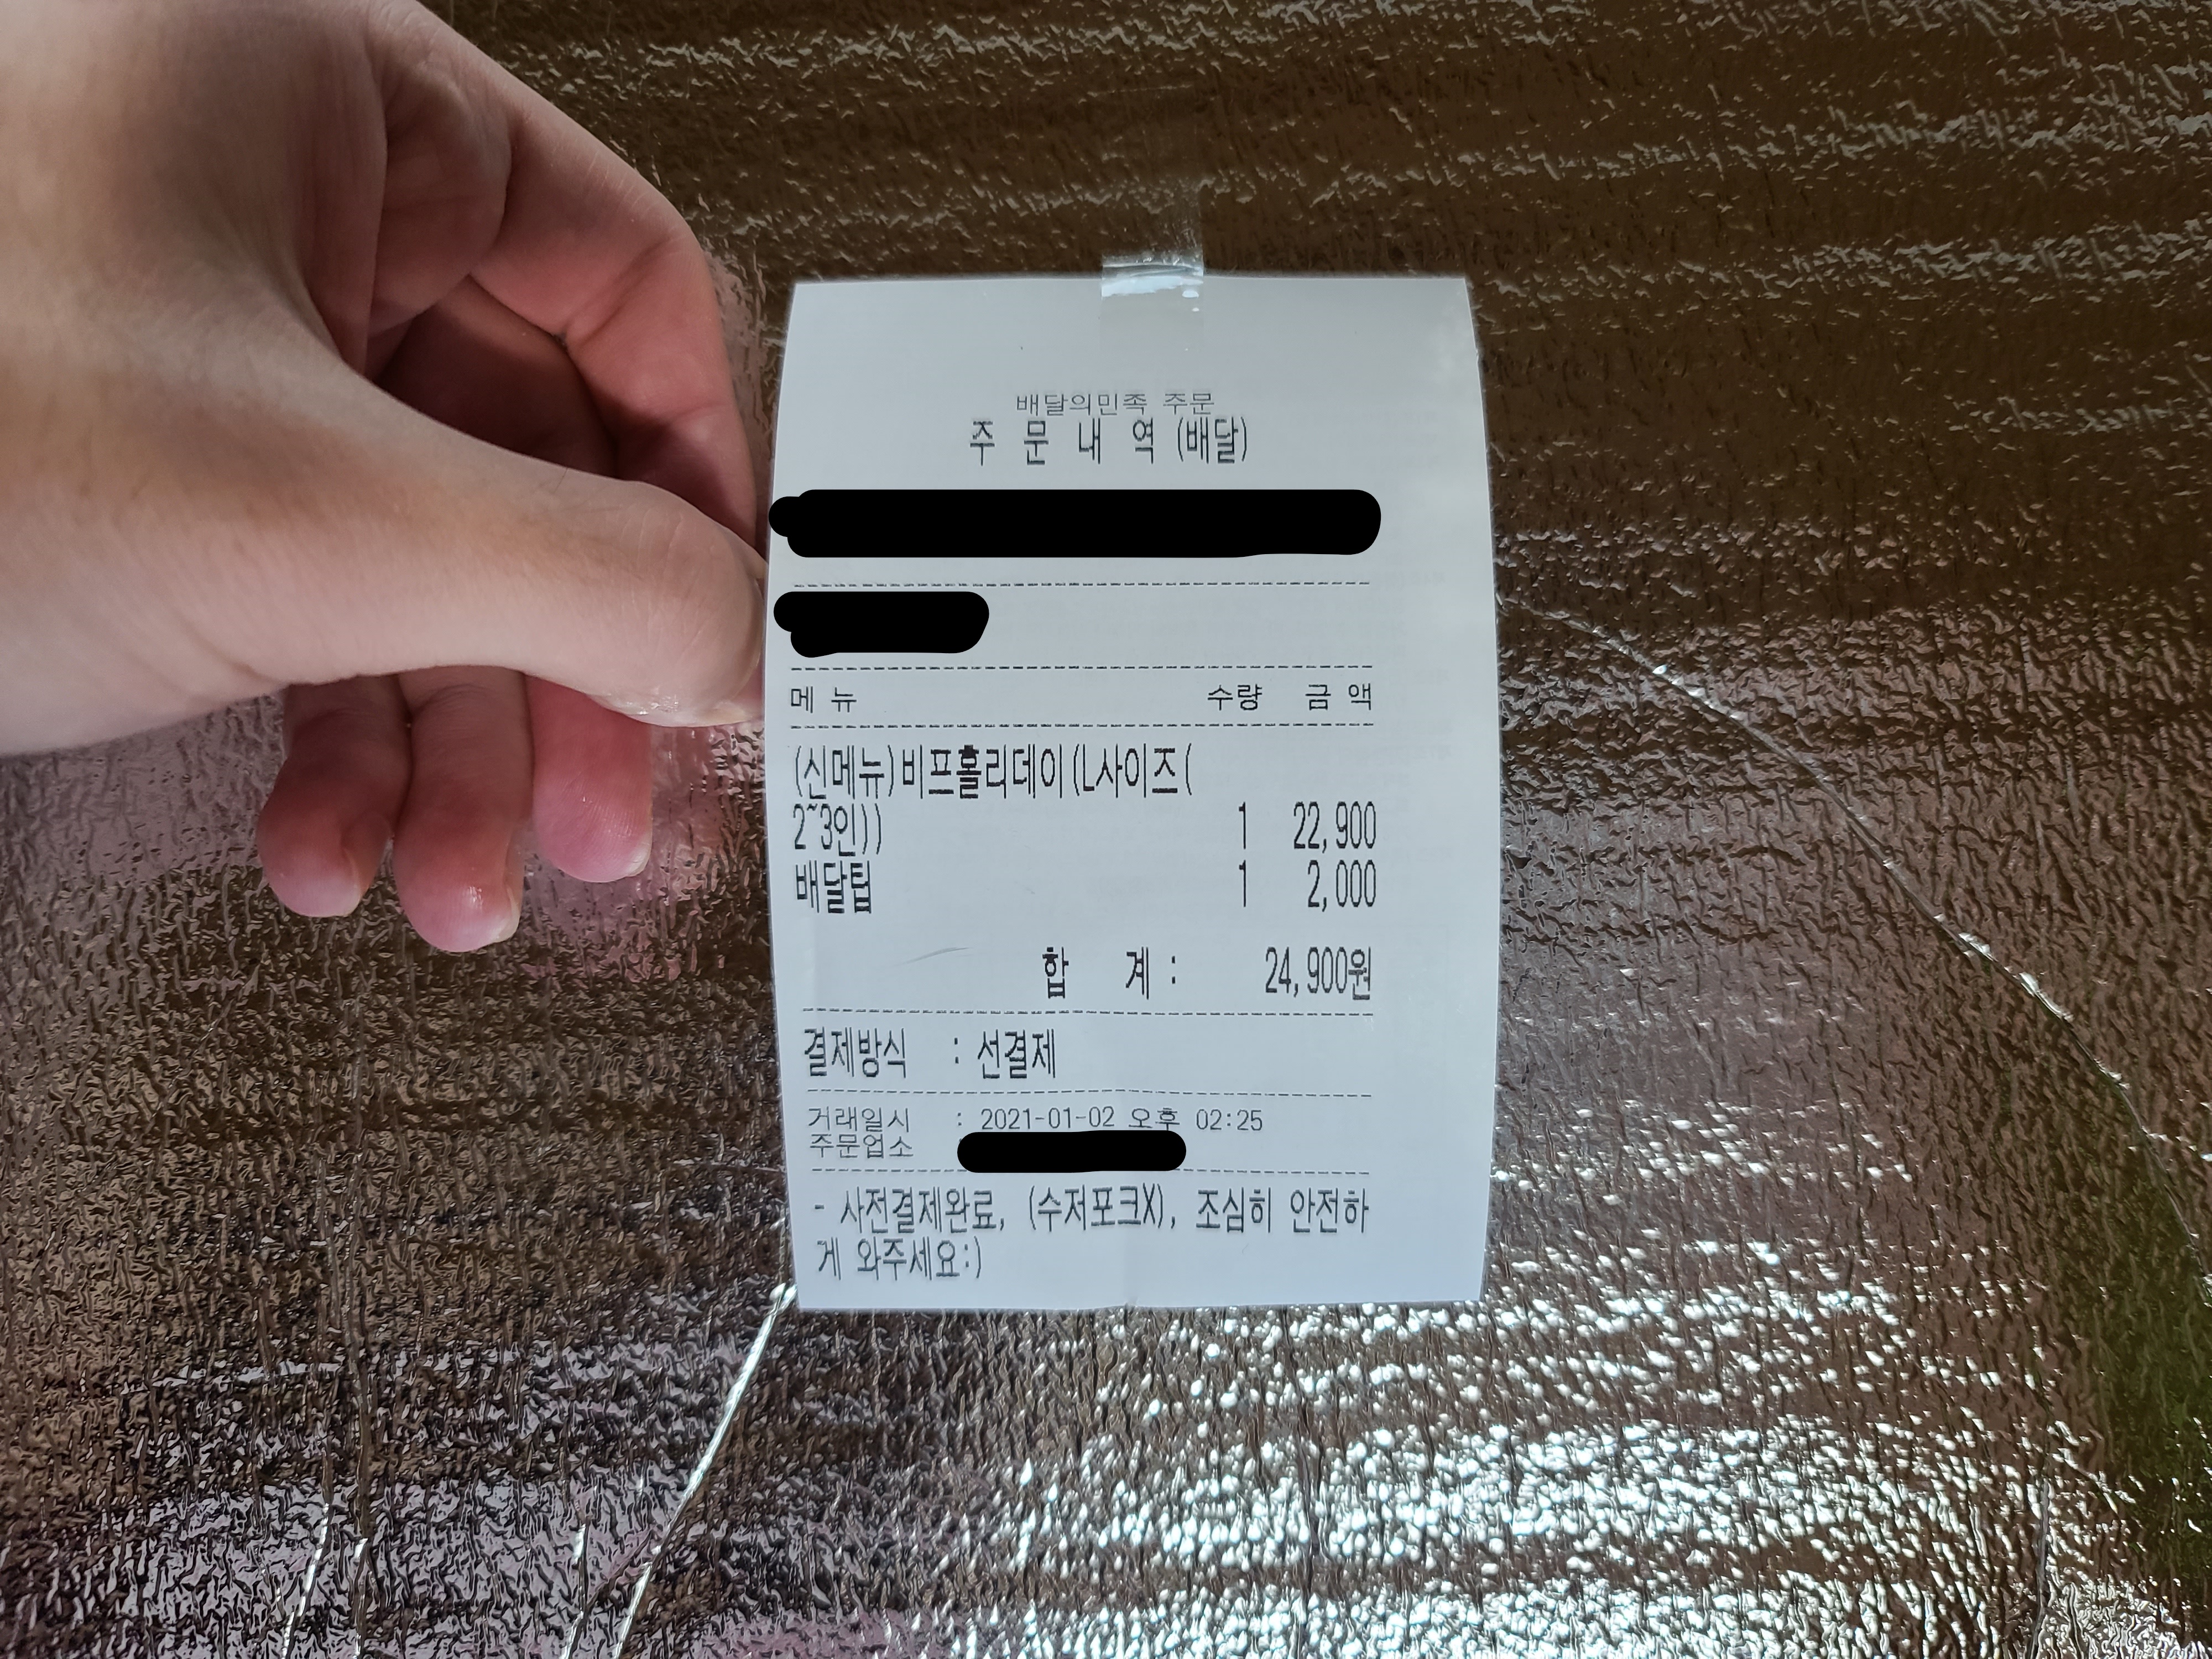 배달의민족 주문
주 문 내 역 (배달)
메 뉴 수량 금 액
(신메뉴)비프홀리데이(L사이즈(
2~3인)) 1 22,900
배달팁 1 2,000
합 계 : 24,900원
결제방식 : 선결제
거래일시 : 2021-01-02 오후 02:25
주문업소
- 사전결제완료, (수저포크X), 조심히 안전하
게 와주세요:)